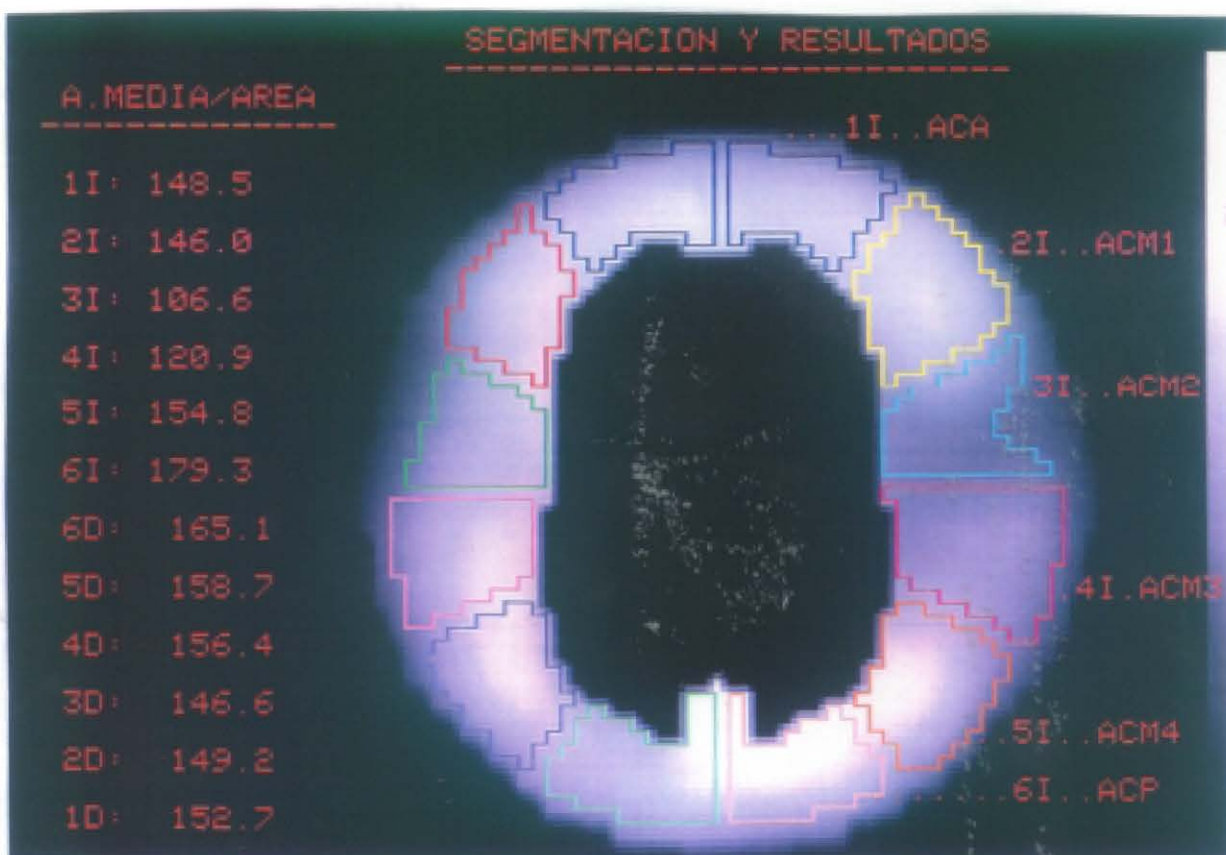 SEGMENTACION Y RESULTADOS
A.MEDIA/AREA
1I: 148.5
2I: 146.0
3I: 106.6
4I: 120.9
5I: 154.8
6I: 179.3
6D: 165.1
5D: 158.7
4D: 156.4
3D: 146.6
2D: 149.2
1D: 152.7
...1I..ACA
.2I..ACM1
.3I..ACM2
.4I.ACM3
...5I..ACM4
......6I..ACP